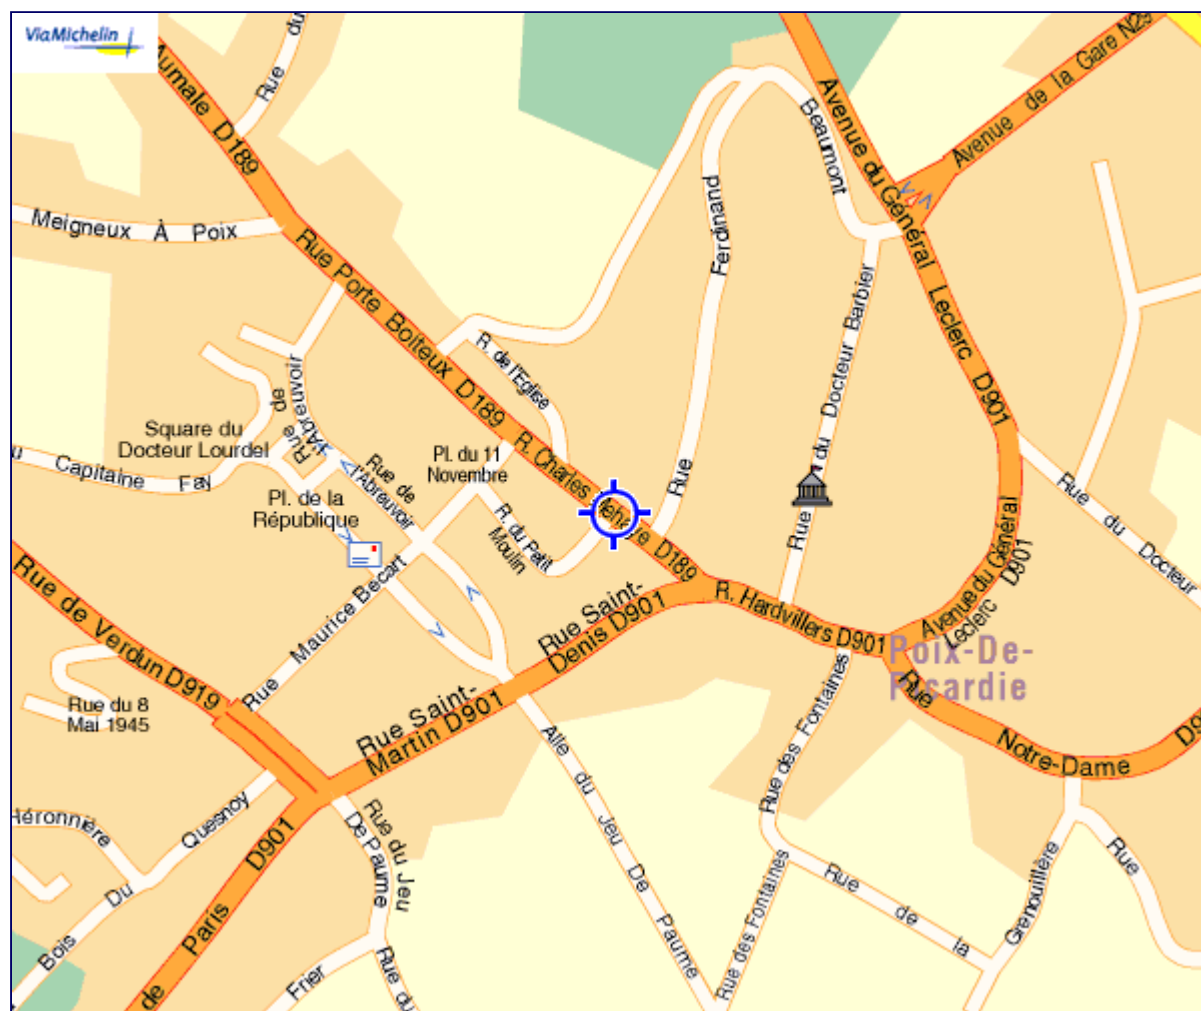 ViaMichelin
Aumale D189
Rue du
Avenue de la Gare N29
Avenue du Général Leclerc D901
Beaumont
Meigneux À Poix
Rue Porte Boiteux D189
Ferdinand
Rue
Rue du Docteur Barbier
R. de l'Eglise
Rue de
l'Abreuvoir
Square du
Docteur Lourdel
Pl. du 11
Novembre
R. Charles D189
Rue de
l'Abreuvoir
Capitaine Fay
Pl. de la
République
R. du Petit
Moulin
Rue du Docteur
Avenue du Général
Leclerc D901
Rue de Verdun D919
Rue Maurice Becart
Rue Saint-
Denis D901
R. Hardvillers D901
Poix-De-
Picardie
Rue du 8
Mai 1945
Rue Saint-
Martin D901
Rue Notre-Dame
Rue des Fontaines
Alle du Jeu De Paume
Héronnière
Bois Du Quesnoy
de Paris D901
Rue du Jeu
De Paume
Rue des Fontaines
Rue de la Grenouillère
Rue
Frier
Rue du